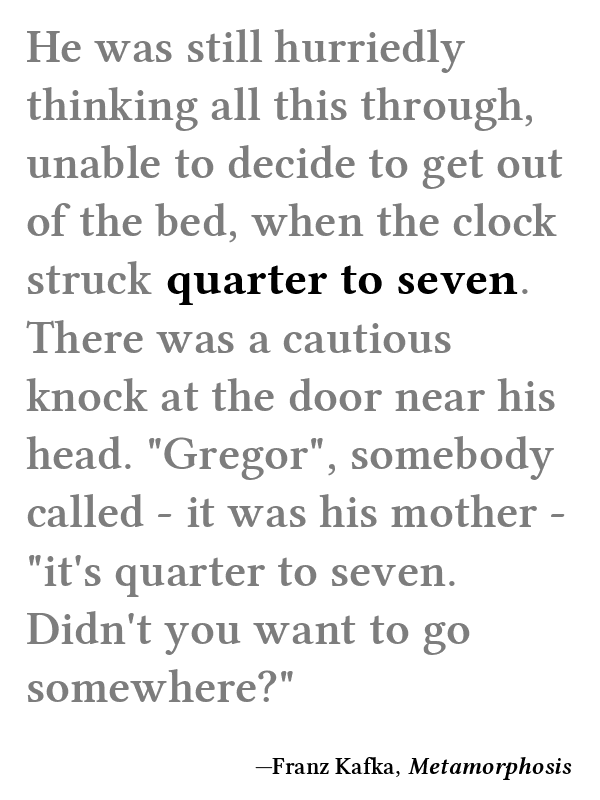 He was still hurriedly
thinking all this through,
unable to decide to get out
of the bed, when the clock
struck quarter to seven.
There was a cautious
knock at the door near his
head. "Gregor", somebody
called - it was his mother -
"it's quarter to seven.
Didn't you want to go
somewhere?"
—Franz Kafka, Metamorphosis